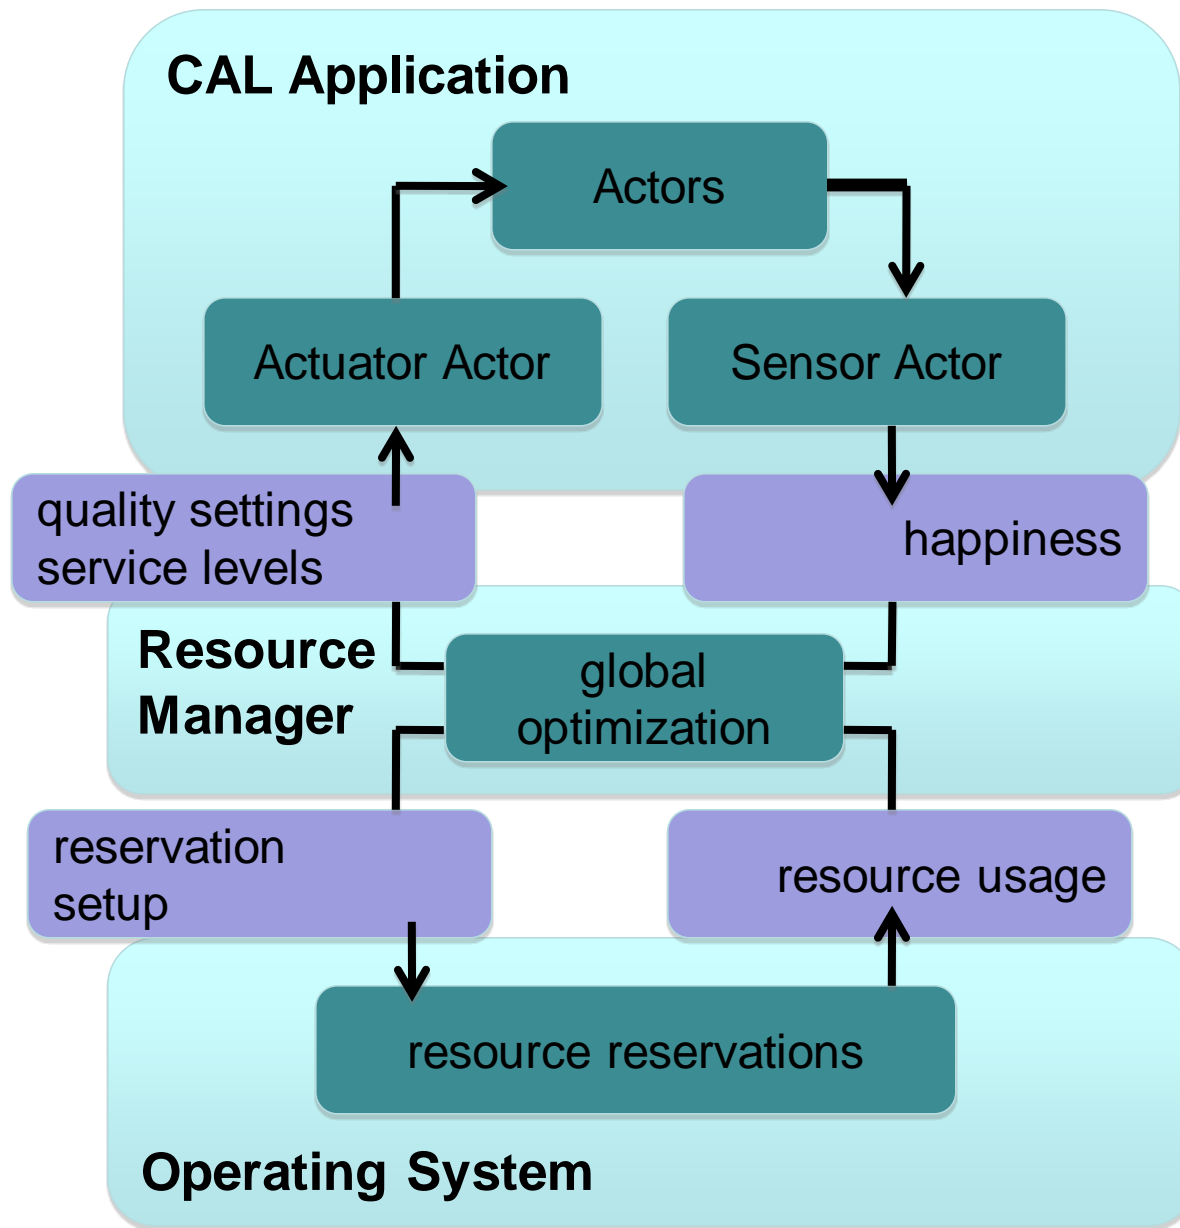 CAL Application
Actors
Actuator Actor
Sensor Actor
quality settings
service levels
happiness
Resource
Manager
global
optimization
reservation
setup
resource usage
resource reservations
Operating System